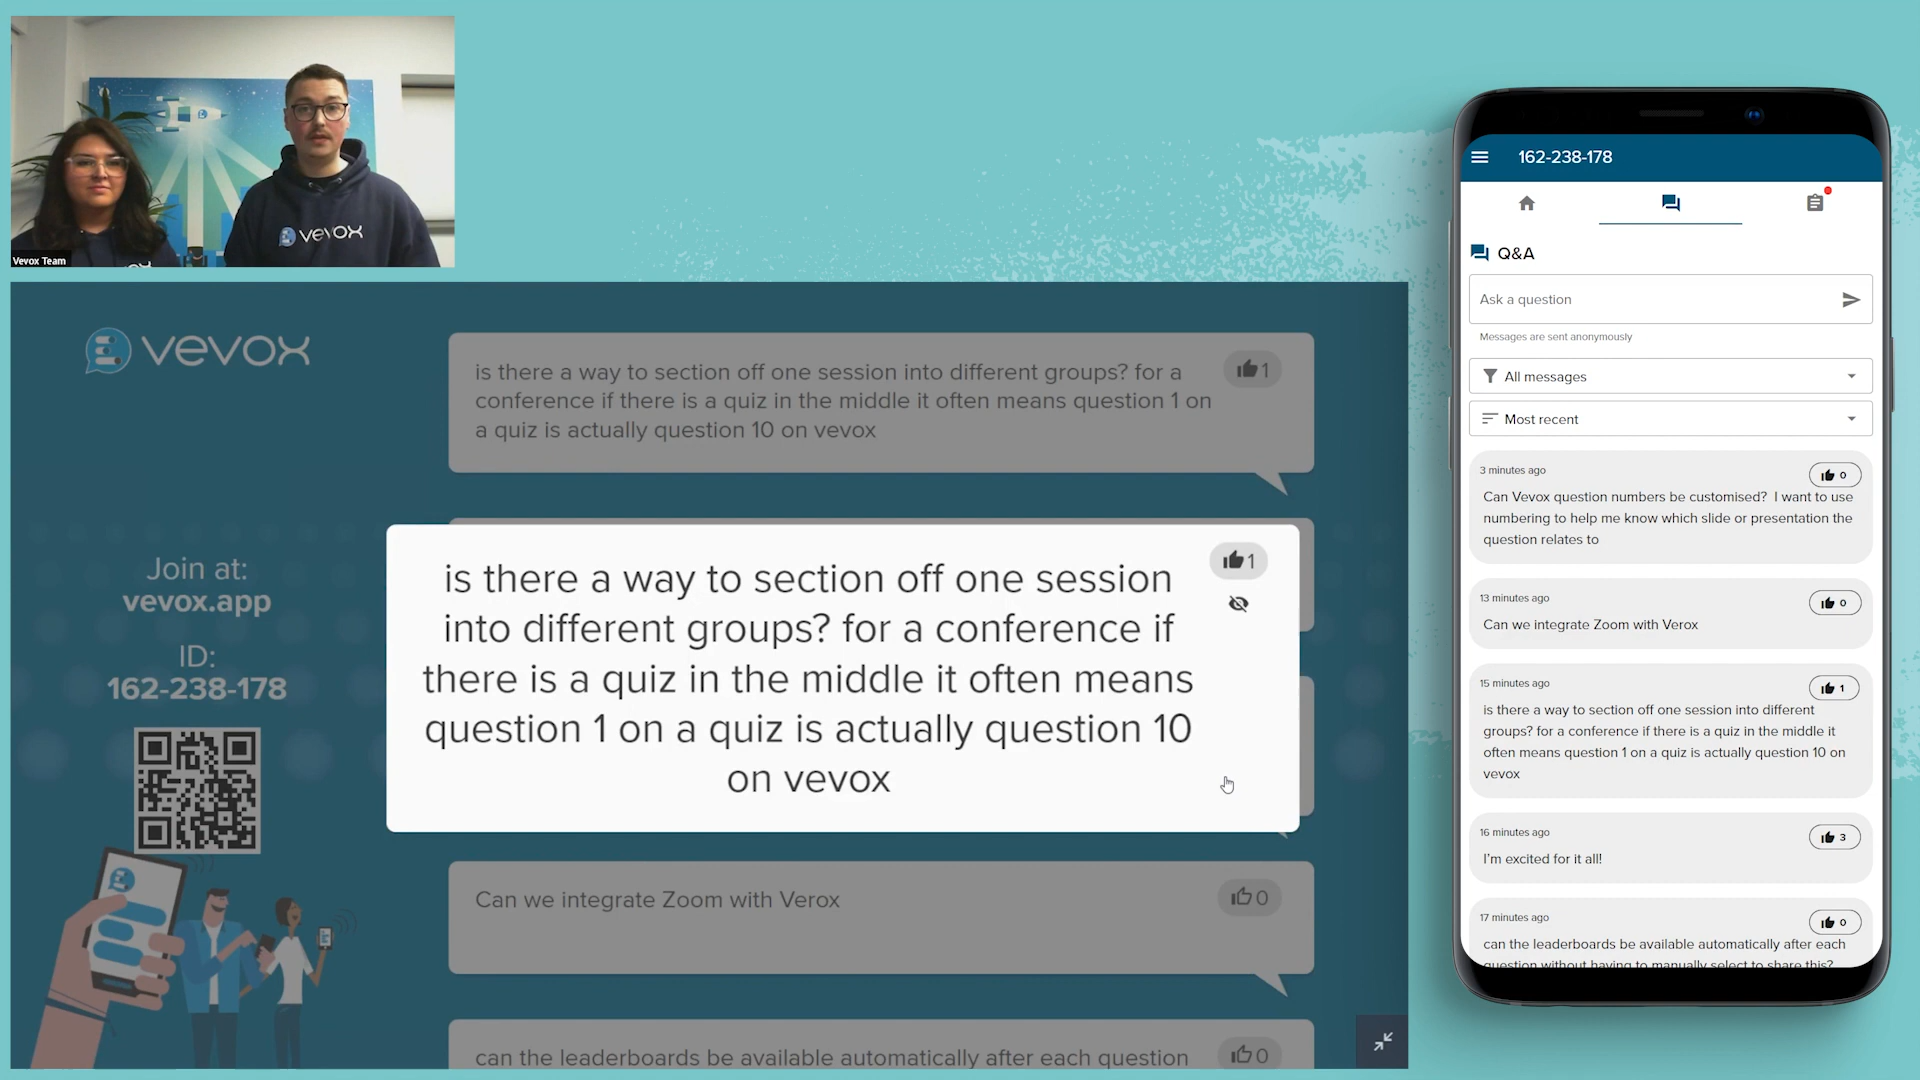 vevox
Vevox Team
vevox
is there a way to section off one session into different groups? for a
conference if there is a quiz in the middle it often means question 1 on
a quiz is actually question 10 on vevox
1
Join at:
vevox.app
ID:
162-238-178
is there a way to section off one session
into different groups? for a conference if
there is a quiz in the middle it often means
question 1 on a quiz is actually question 10
on vevox
1
Can we integrate Zoom with Verox
0
can the leaderboards be available automatically after each question
0
162-238-178
Q&A
Ask a question
Messages are sent anonymously
All messages
Most recent
3 minutes ago
0
Can Vevox question numbers be customised? I want to use
numbering to help me know which slide or presentation the
question relates to
13 minutes ago
0
Can we integrate Zoom with Verox
15 minutes ago
1
is there a way to section off one session into different
groups? for a conference if there is a quiz in the middle it
often means question 1 on a quiz is actually question 10 on
vevox
16 minutes ago
3
I'm excited for it all!
17 minutes ago
0
can the leaderboards be available automatically after each
question without having to manually select to share this?